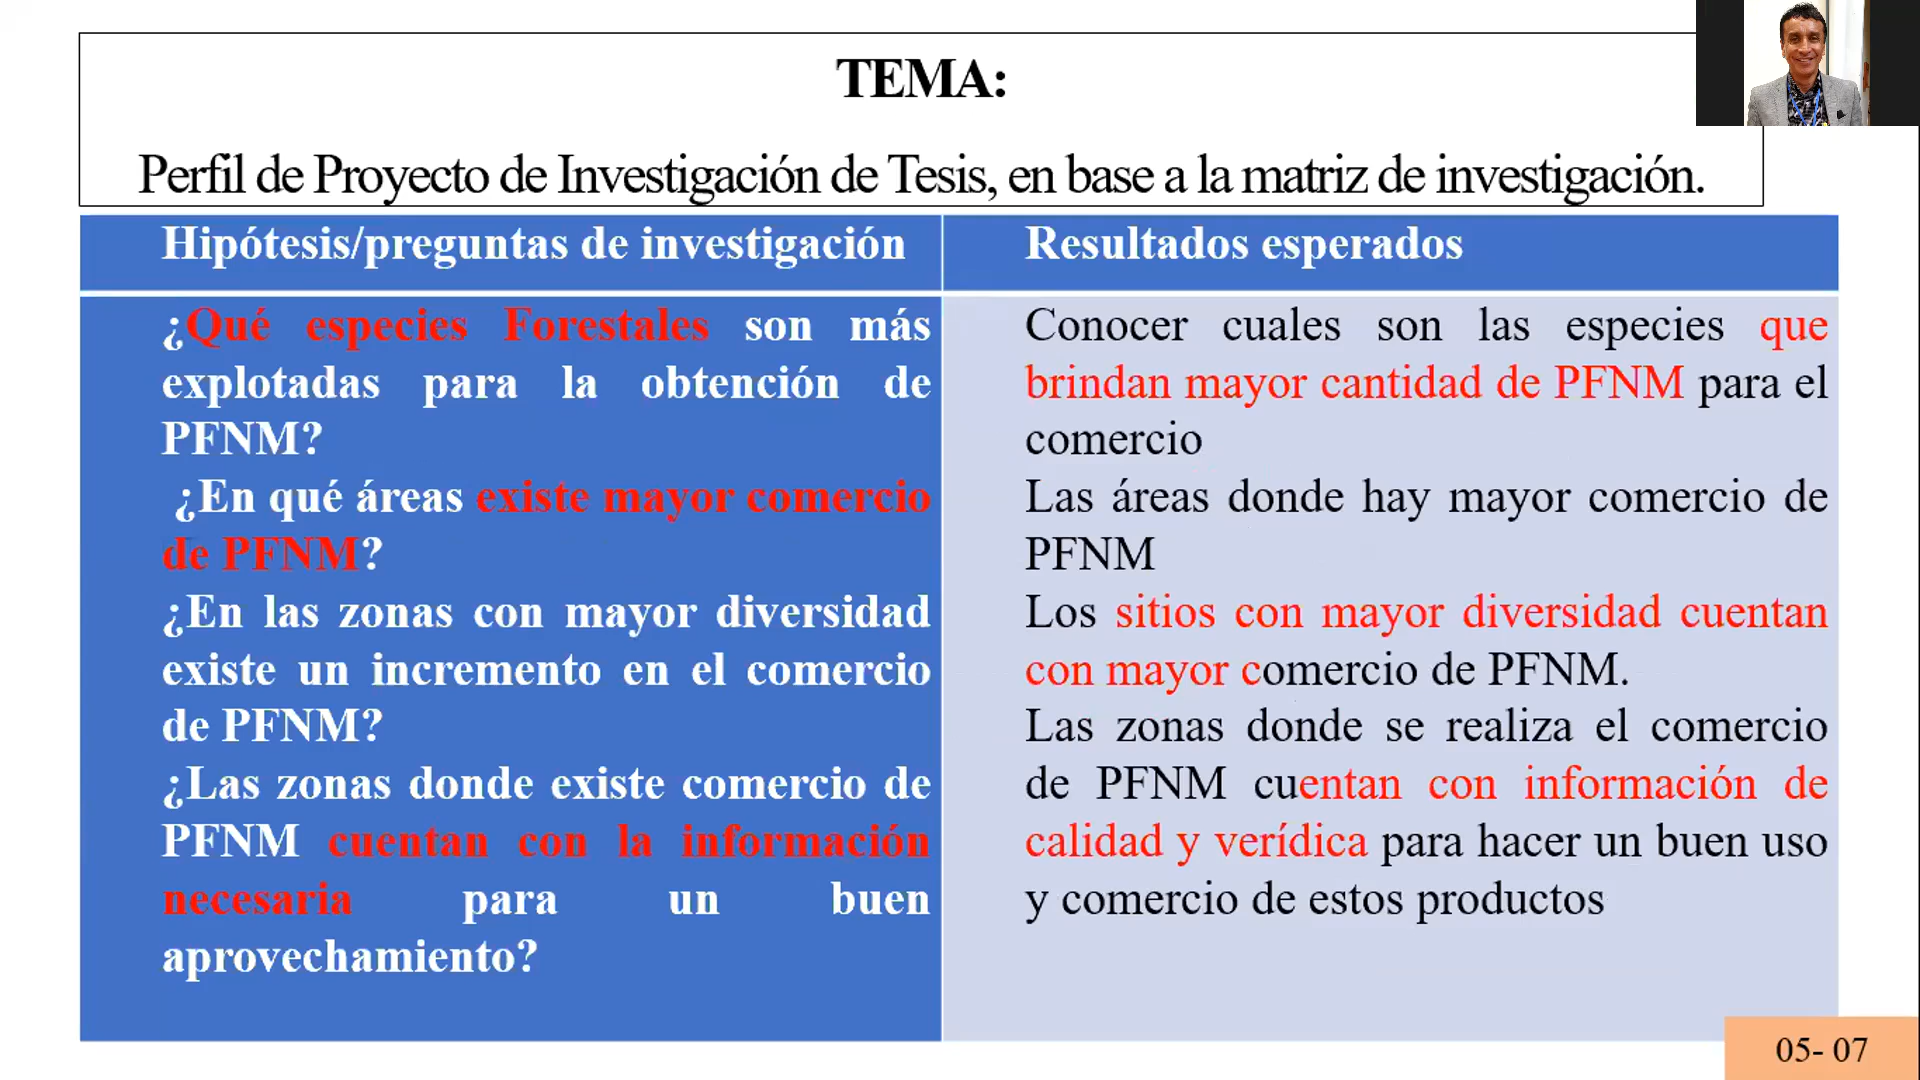 TEMA:
Perfil de Proyecto de Investigación de Tesis, en base a la matriz de investigación.
Hipótesis/preguntas de investigación
¿Qué especies Forestales son más
explotadas para la obtención de
PFNM?
¿En qué áreas existe mayor comercio
de PFNM?
¿En las zonas con mayor diversidad
existe un incremento en el comercio
de PFNM?
¿Las zonas donde existe comercio de
PFNM cuentan con la información
necesaria para un buen
aprovechamiento?
Resultados esperados
Conocer cuales son las especies que
brindan mayor cantidad de PFNM para el
comercio
Las áreas donde hay mayor comercio de
PFNM
Los sitios con mayor diversidad cuentan
con mayor comercio de PFNM.
Las zonas donde se realiza el comercio
de PFNM cuentan con información de
calidad y verídica para hacer un buen uso
y comercio de estos productos
05- 07